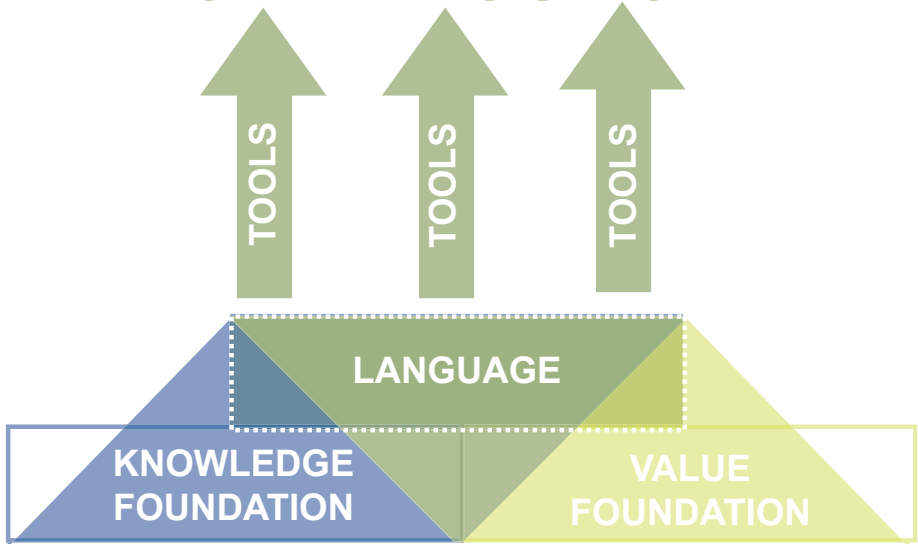 TOOLS
TOOLS
TOOLS
LANGUAGE
KNOWLEDGE
FOUNDATION
VALUE
FOUNDATION